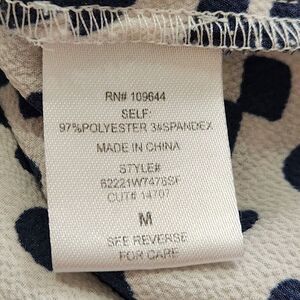 RN# 109644
SELF:
97%POLYESTER 3#SPANDEX
MADE IN CHINA
STYLE#
62221W7478SF
CUT# 14707
M
SEE REVERSE
FOR CARE